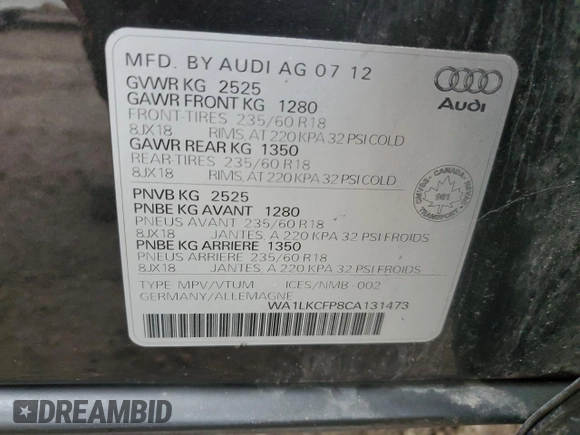 MFD. BY AUDI AG 07 12
GVWR KG 2525
GAWR FRONT KG 1280
FRONT-TIRES 235/60 R18
8JX18 RIMS, AT 220 KPA 32 PSI COLD
GAWR REAR KG 1350
REAR-TIRES 235/60 R18
8JX18 RIMS, AT 220 KPA 32 PSI COLD
Audi
CANADA
961
TRANSPORT
PNVB KG 2525
PNBE KG AVANT 1280
PNEUS AVANT 235/60 R18
8JX18 JANTES, A 220 KPA 32 PSI FROIDS
PNBE KG ARRIERE 1350
PNEUS ARRIERE 235/60 R18
8JX18 JANTES, A 220 KPA 32 PSI FROIDS
TYPE MPV/VTUM ICES/NMB-002
GERMANY/ALLEMAGNE
WA1LKCFP8CA131473
DREAMBID